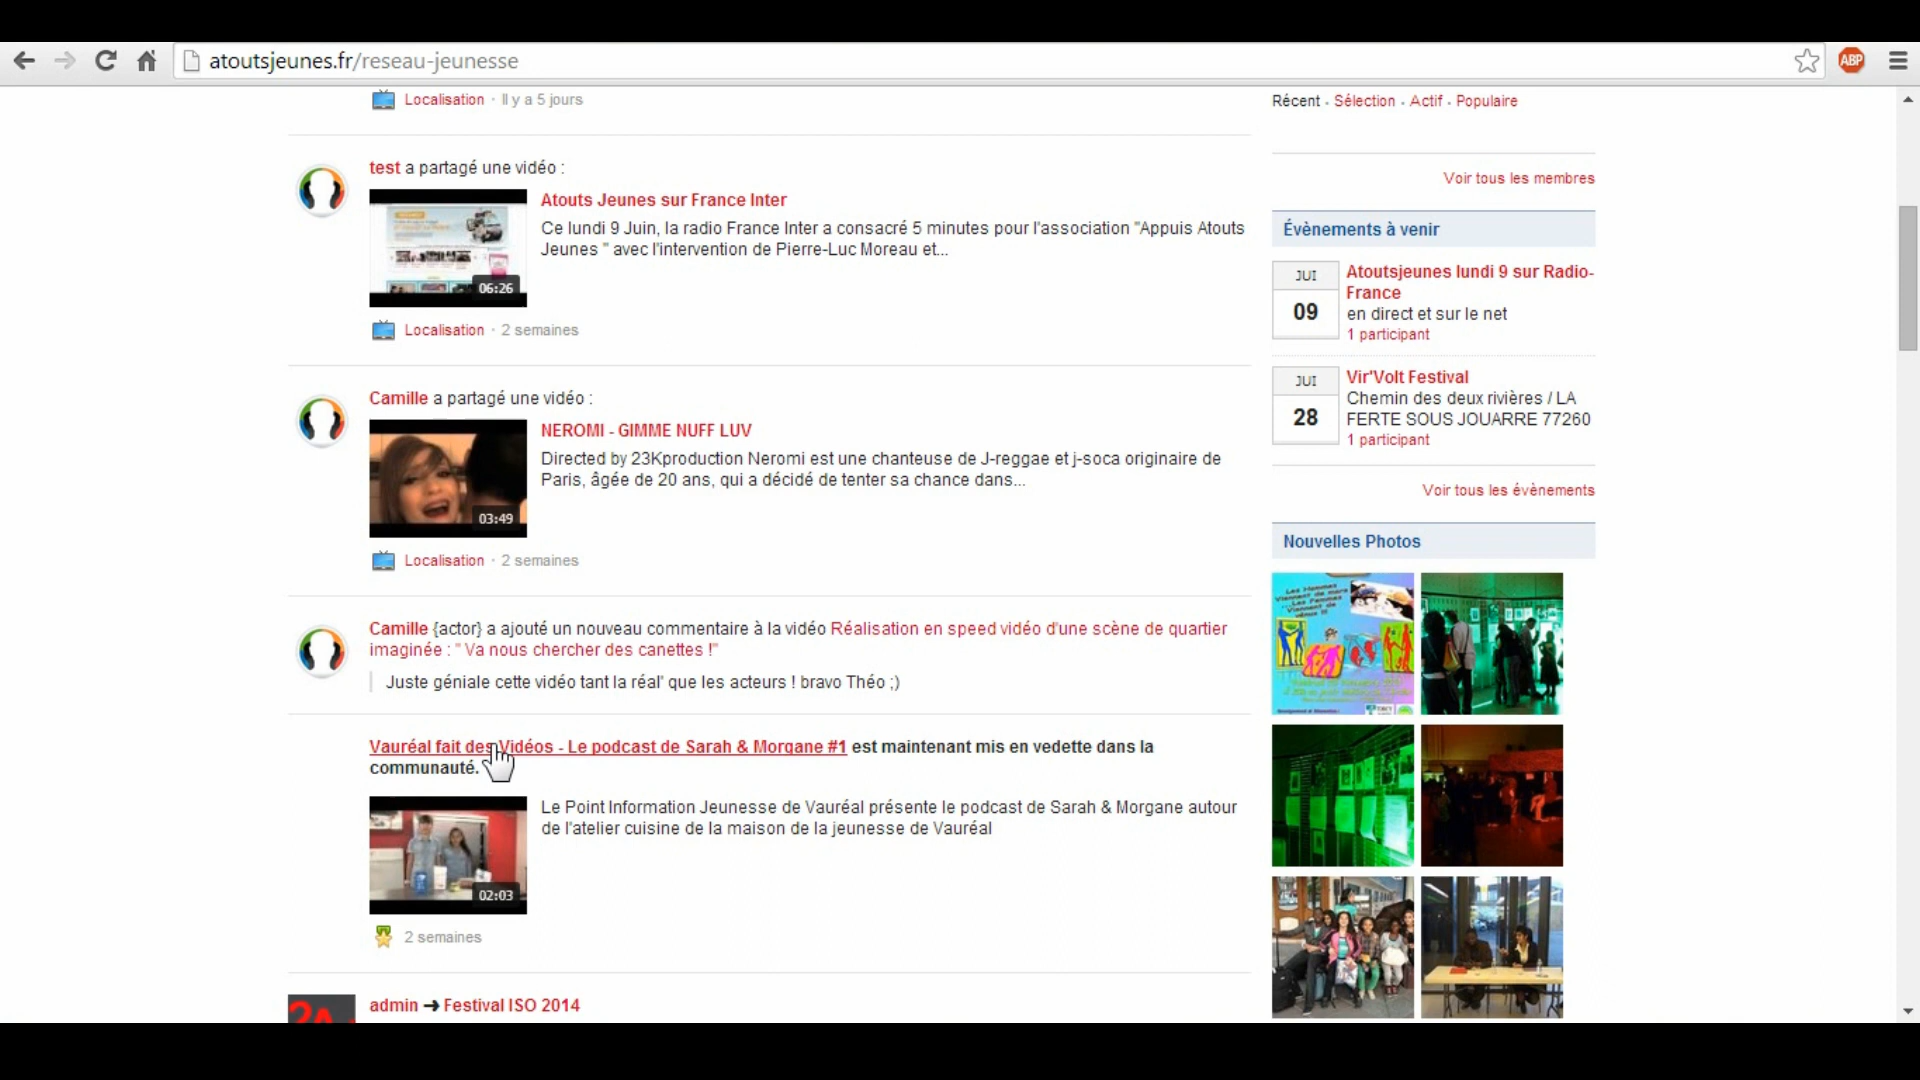 atoutsjeunes.fr/reseau-jeunesse
ABP
Localisation · Il y a 5 jours
test a partagé une vidéo :
Atouts Jeunes sur France Inter
Ce lundi 9 Juin, la radio France Inter a consacré 5 minutes pour l'association "Appuis Atouts
Jeunes " avec l'intervention de Pierre-Luc Moreau et...
06:26
Localisation · 2 semaines
Camille a partagé une vidéo :
NEROMI - GIMME NUFF LUV
Directed by 23Kproduction Neromi est une chanteuse de J-reggae et j-soca originaire de
Paris, âgée de 20 ans, qui a décidé de tenter sa chance dans...
03:49
Localisation · 2 semaines
Camille {actor} a ajouté un nouveau commentaire à la vidéo Réalisation en speed vidéo d'une scène de quartier
imaginée : " Va nous chercher des canettes !"
Juste géniale cette vidéo tant la réal' que les acteurs ! bravo Théo ;)
Vauréal fait des Vidéos - Le podcast de Sarah & Morgane #1 est maintenant mis en vedette dans la
communauté.
Le Point Information Jeunesse de Vauréal présente le podcast de Sarah & Morgane autour
de l'atelier cuisine de la maison de la jeunesse de Vauréal
02:03
2 semaines
admin ➜ Festival ISO 2014
Récent . Sélection . Actif . Populaire
Voir tous les membres
Évènements à venir
JUI
09
Atoutsjeunes lundi 9 sur Radio-
France
en direct et sur le net
1 participant
JUI
28
Vir'Volt Festival
Chemin des deux rivières / LA
FERTE SOUS JOUARRE 77260
1 participant
Voir tous les évènements
Nouvelles Photos
Les Hommes
Viennent de mars
...Les Femmes
Viennent de